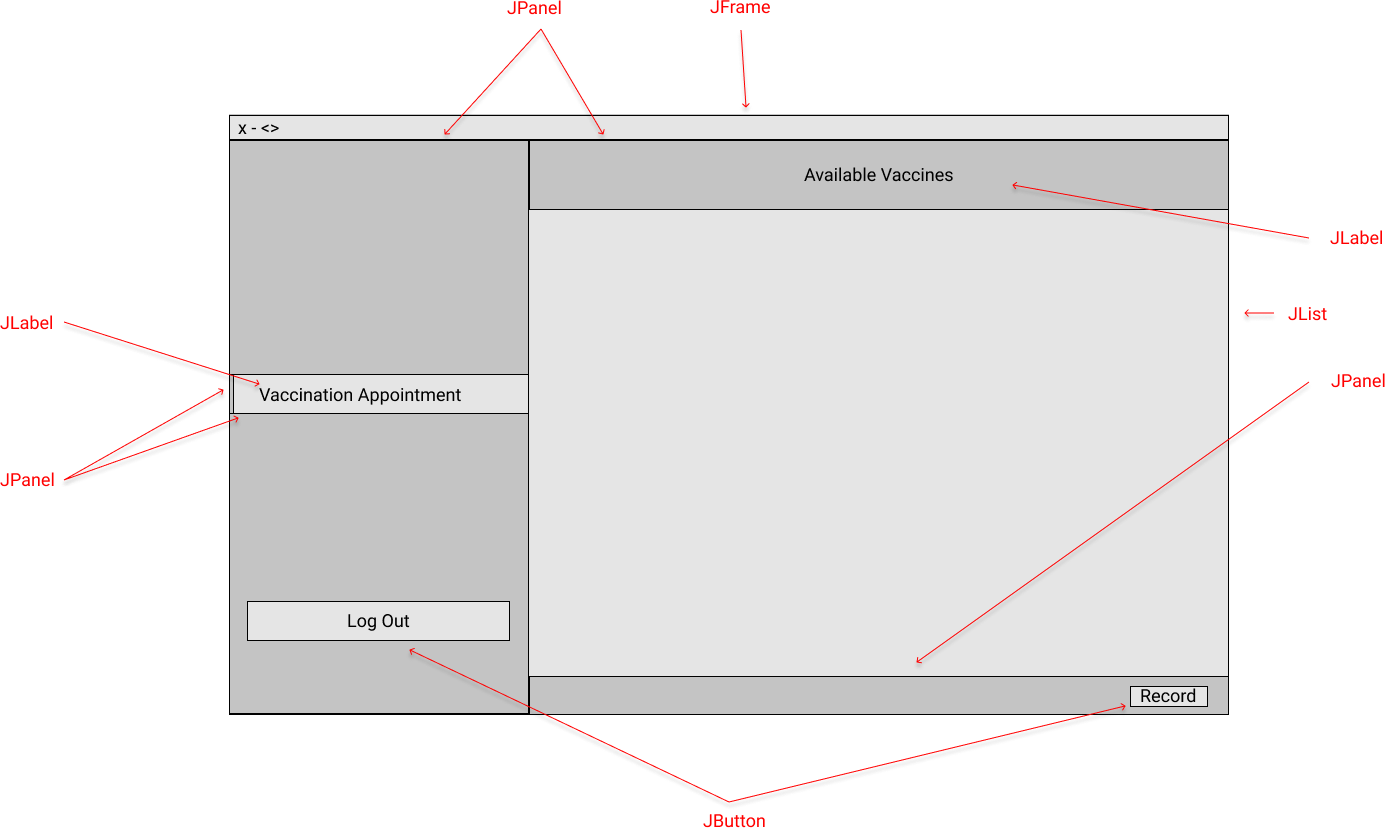 JPanel
JFrame
x - <>
Available Vaccines
JLabel
JList
JLabel
JPanel
Vaccination Appointment
JPanel
Log Out
Record
JButton